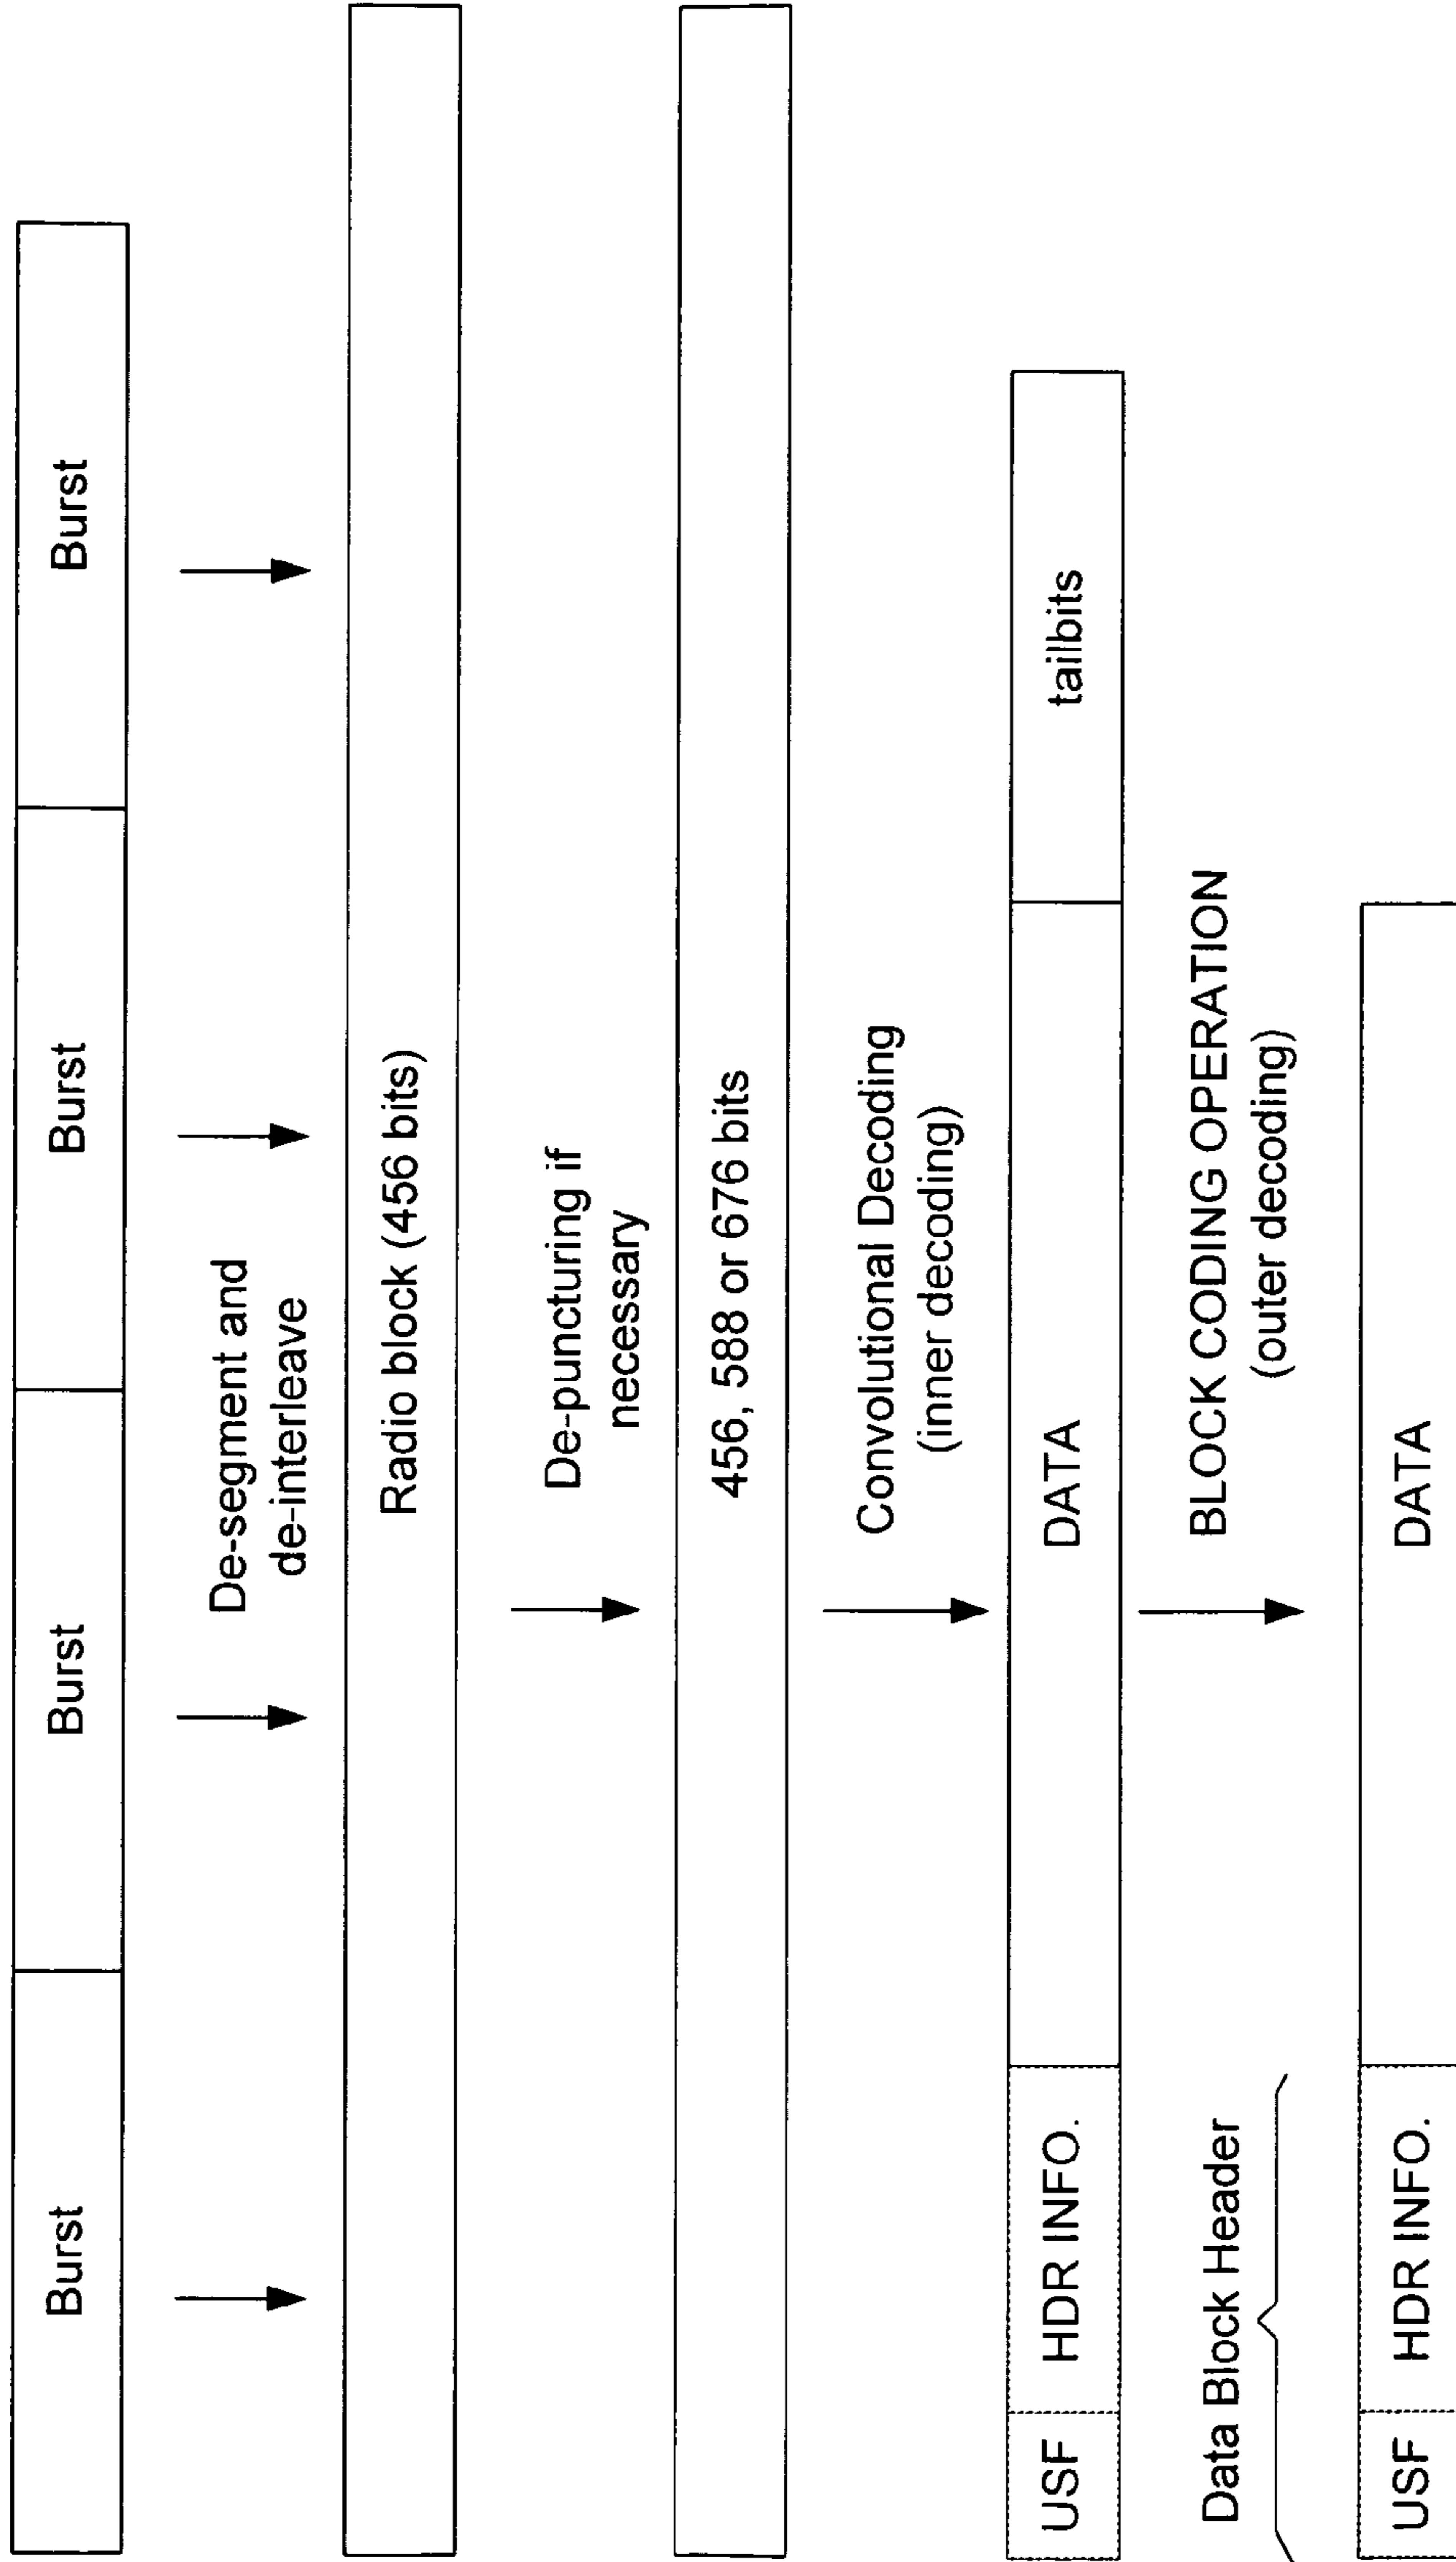 Burst
Burst
Burst
Burst
De-segment and
de-interleave
Radio block (456 bits)
De-puncturing if
necessary
456, 588 or 676 bits
Convolutional Decoding
(inner decoding)
USF
HDR INFO.
DATA
tailbits
Data Block Header
BLOCK CODING OPERATION
(outer decoding)
USF
HDR INFO.
DATA